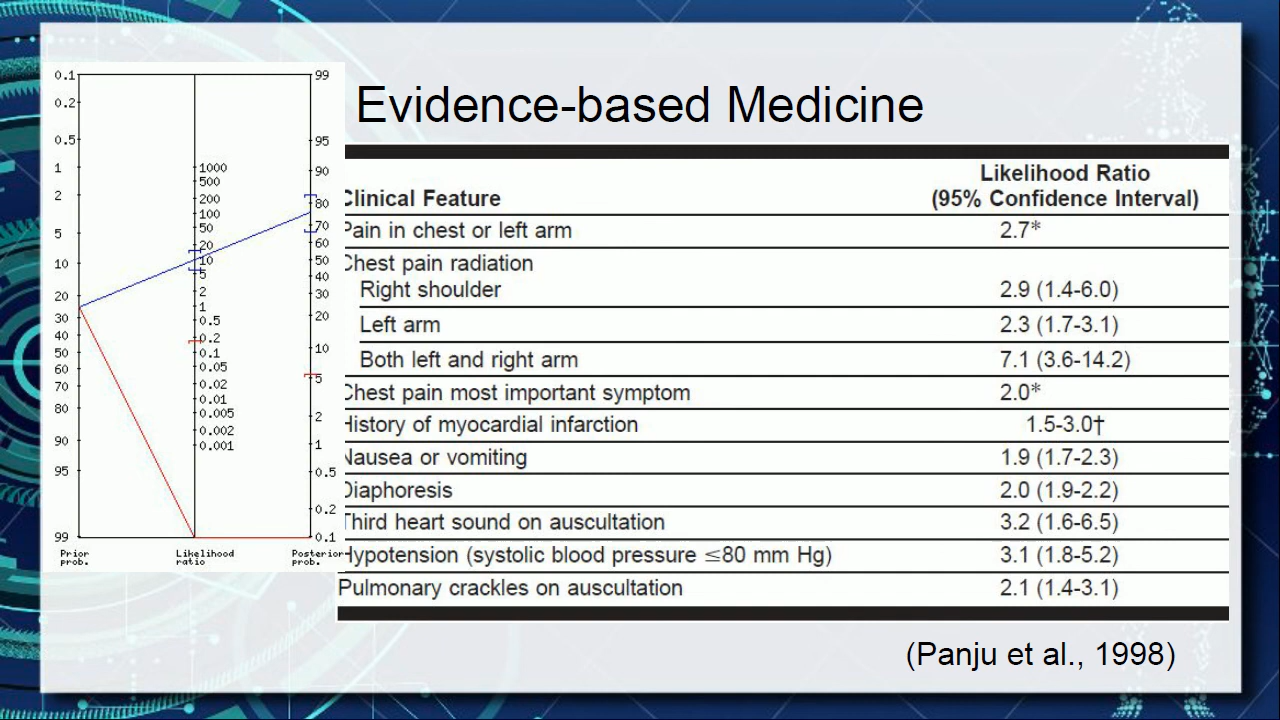 Evidence-based Medicine
0.1
0.2
0.5
1
2
5
10
20
30
40
50
60
70
80
90
95
99
Prior
prob.
1000
500
200
100
50
20
10
5
2
1
0.5
0.2
0.1
0.05
0.02
0.01
0.005
0.002
0.001
Likelihood
ratio
99
95
90
80
70
60
50
40
30
20
10
5
2
1
0.5
0.2
0.1
Posterior
prob.
Clinical Feature Likelihood Ratio
(95% Confidence Interval)
Pain in chest or left arm 2.7*
Chest pain radiation
Right shoulder 2.9 (1.4-6.0)
Left arm 2.3 (1.7-3.1)
Both left and right arm 7.1 (3.6-14.2)
Chest pain most important symptom 2.0*
History of myocardial infarction 1.5-3.0†
Nausea or vomiting 1.9 (1.7-2.3)
Diaphoresis 2.0 (1.9-2.2)
Third heart sound on auscultation 3.2 (1.6-6.5)
Hypotension (systolic blood pressure ≤80 mm Hg) 3.1 (1.8-5.2)
Pulmonary crackles on auscultation 2.1 (1.4-3.1)
(Panju et al., 1998)